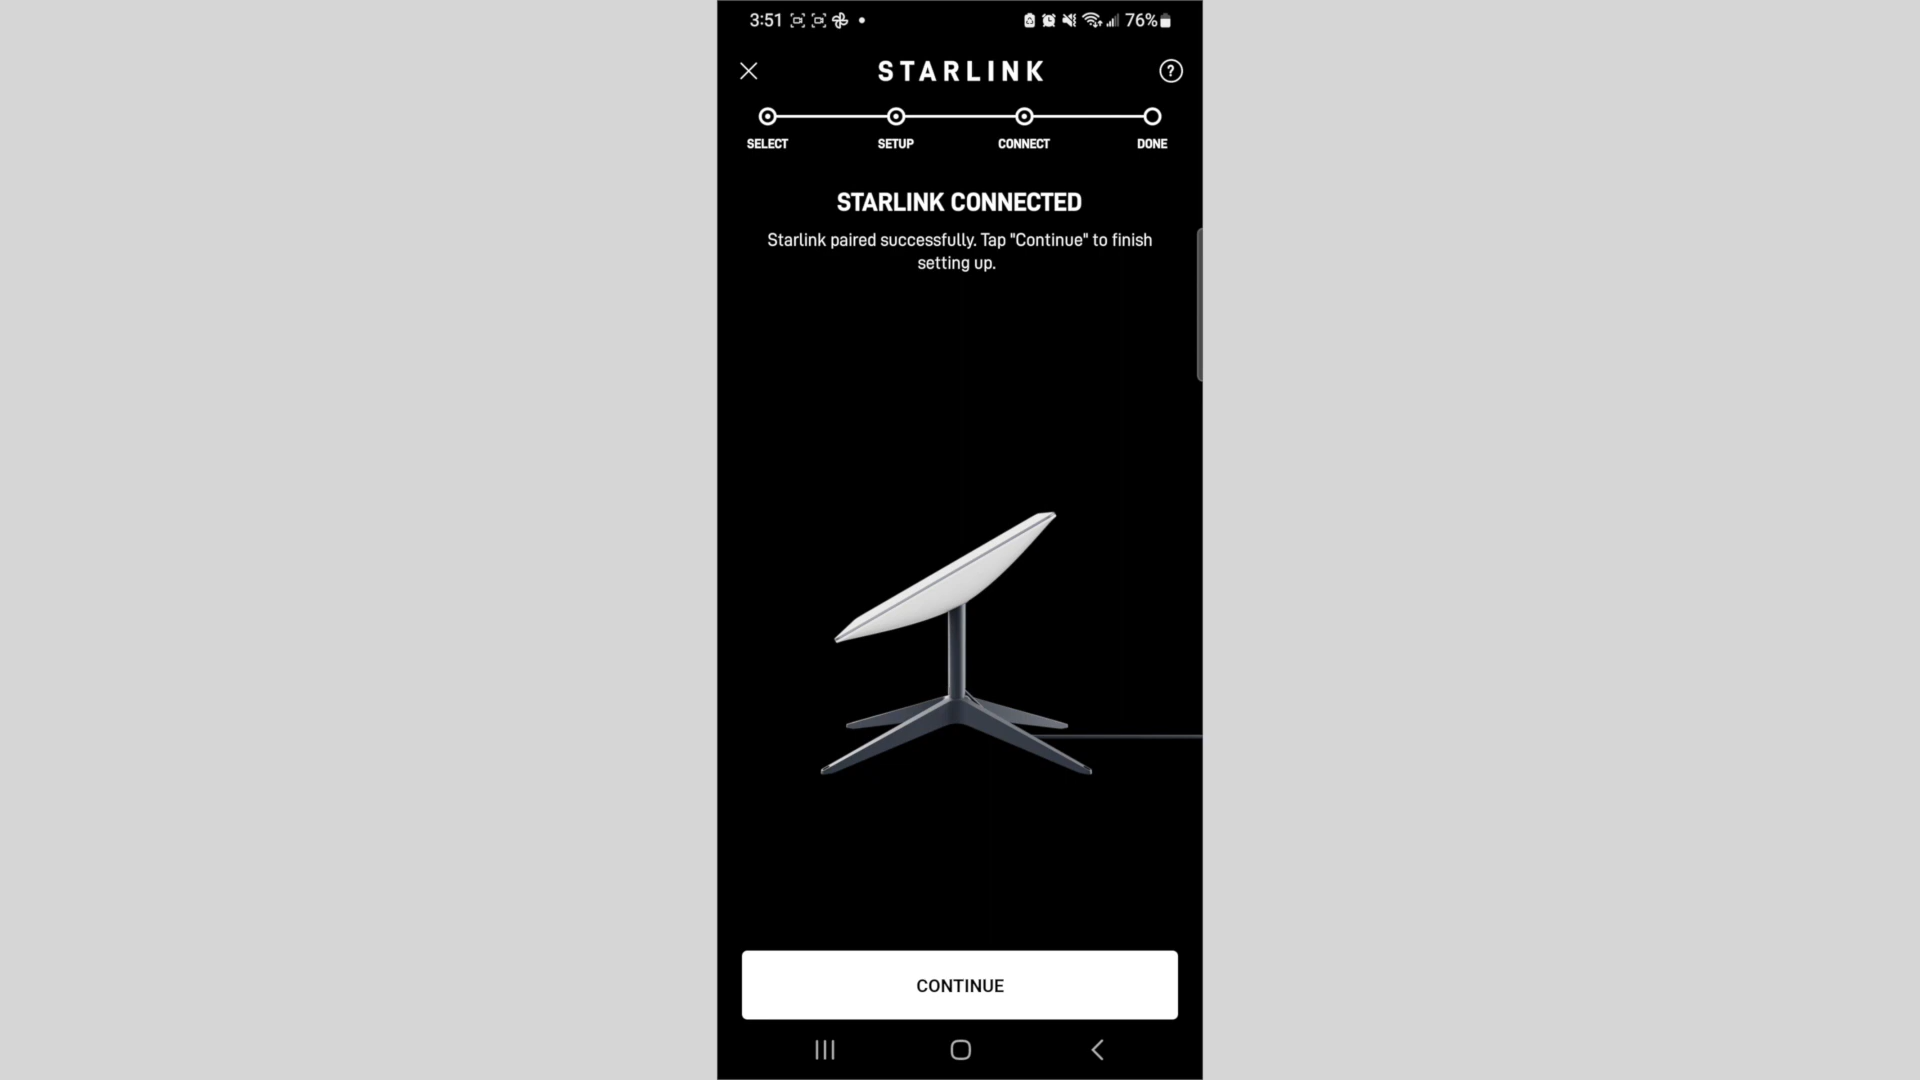 3:51
76%
STARLINK
SELECT SETUP CONNECT DONE
STARLINK CONNECTED
Starlink paired successfully. Tap "Continue" to finish
setting up.
CONTINUE